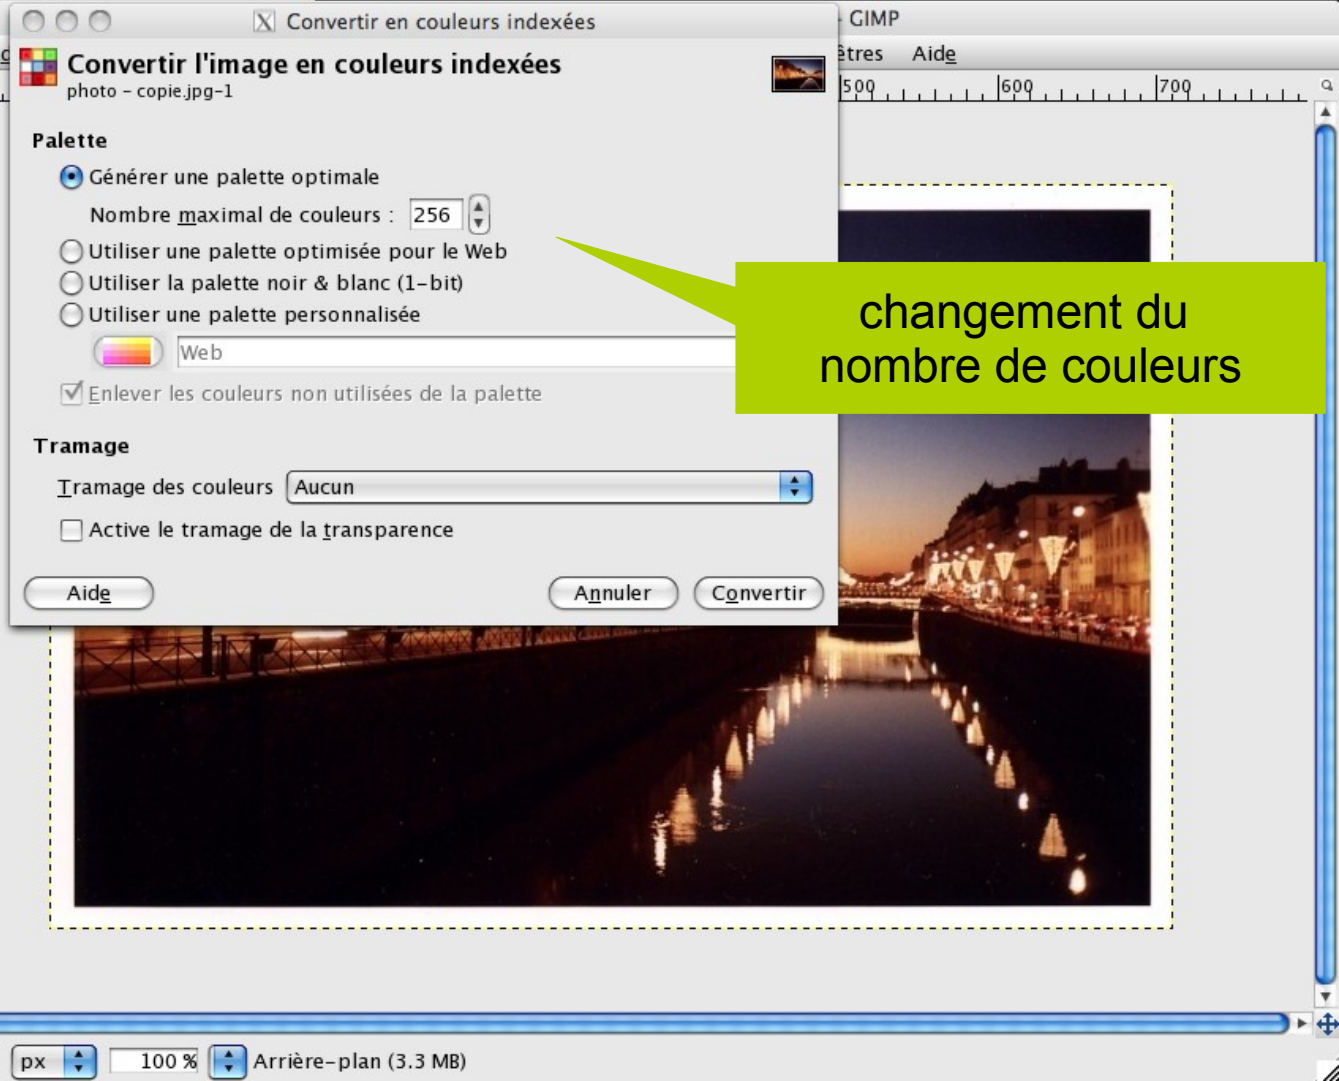 Convertir en couleurs indexées
- GIMP
Convertir l'image en couleurs indexées
photo – copie.jpg-1
Aide
500 600 700
Palette
Générer une palette optimale
Nombre maximal de couleurs : 256
Utiliser une palette optimisée pour le Web
Utiliser la palette noir & blanc (1-bit)
Utiliser une palette personnalisée
Web
Enlever les couleurs non utilisées de la palette
changement du
nombre de couleurs
Tramage
Tramage des couleurs Aucun
Active le tramage de la transparence
Aide Annuler Convertir
px 100 % Arrière-plan (3.3 MB)